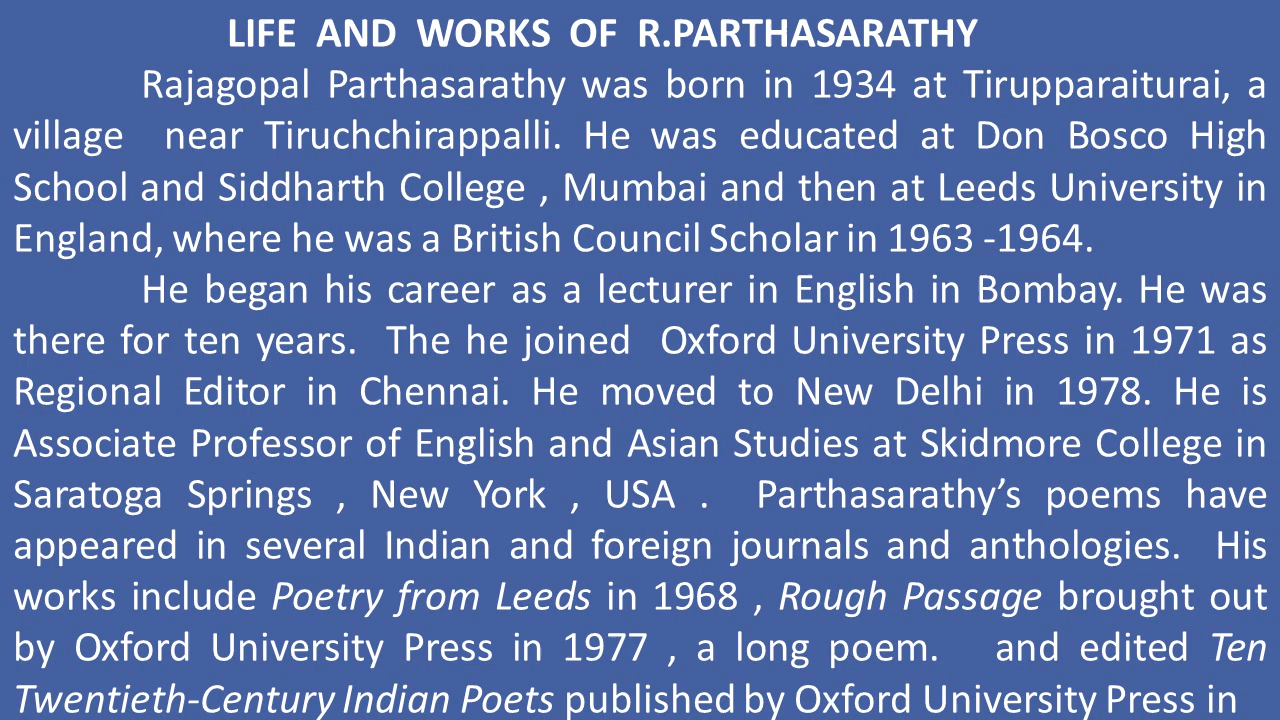 LIFE AND WORKS OF R.PARTHASARATHY
Rajagopal Parthasarathy was born in 1934 at Tirupparaiturai, a
village near Tiruchchirappalli. He was educated at Don Bosco High
School and Siddharth College , Mumbai and then at Leeds University in
England, where he was a British Council Scholar in 1963 -1964.
He began his career as a lecturer in English in Bombay. He was
there for ten years. The he joined Oxford University Press in 1971 as
Regional Editor in Chennai. He moved to New Delhi in 1978. He is
Associate Professor of English and Asian Studies at Skidmore College in
Saratoga Springs , New York , USA . Parthasarathy’s poems have
appeared in several Indian and foreign journals and anthologies. His
works include Poetry from Leeds in 1968 , Rough Passage brought out
by Oxford University Press in 1977 , a long poem. and edited Ten
Twentieth-Century Indian Poets published by Oxford University Press in